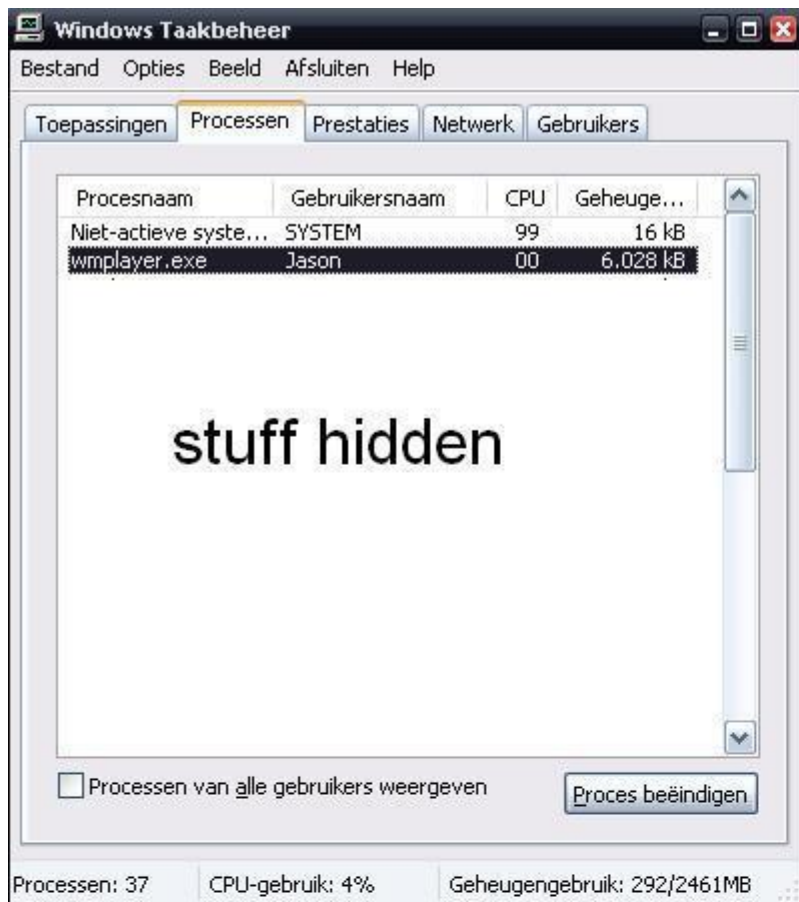 Windows Taakbeheer
Bestand Opties Beeld Afsluiten Help
Toepassingen Processen Prestaties Netwerk Gebruikers
Procesnaam Gebruikersnaam CPU Geheuge...
Niet-actieve syste... SYSTEM 99 16 kB
wmplayer.exe Jason 00 6.028 kB
stuff hidden
Processen van alle gebruikers weergeven Proces beëindigen
Processen: 37 CPU-gebruik: 4% Geheugengebruik: 292/2461MB